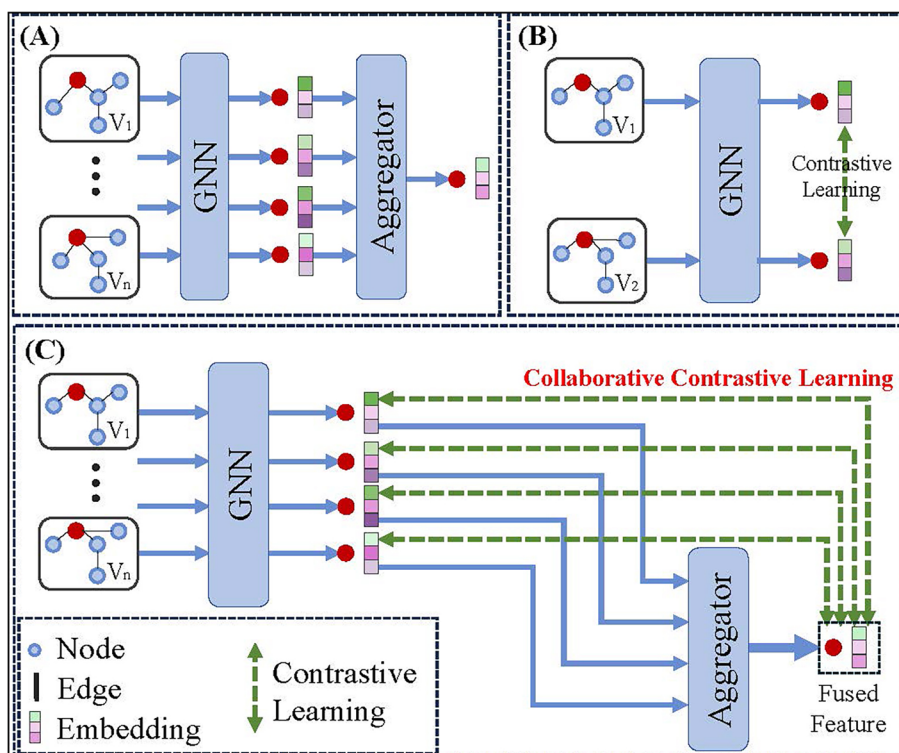 (A)
V1
Vn
GNN
Aggregator
(B)
V1
V2
GNN
Contrastive
Learning
(C)
V1
Vn
GNN
Collaborative Contrastive Learning
Aggregator
Fused
Feature
Node
Edge
Embedding
Contrastive
Learning